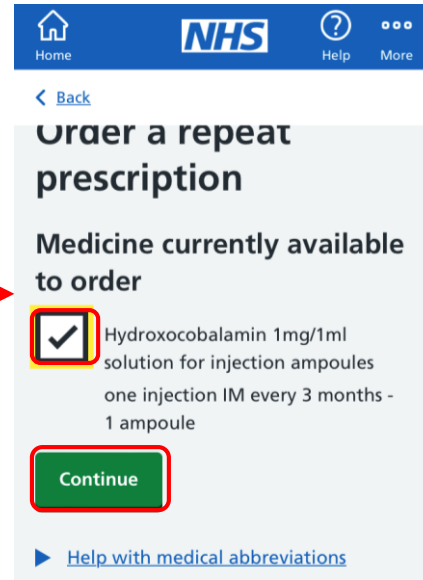 NHS
Home
Help
More
Back
Order a repeat
prescription
Medicine currently available
to order
Hydroxocobalamin 1mg/1ml
solution for injection ampoules
one injection IM every 3 months -
1 ampoule
Continue
Help with medical abbreviations